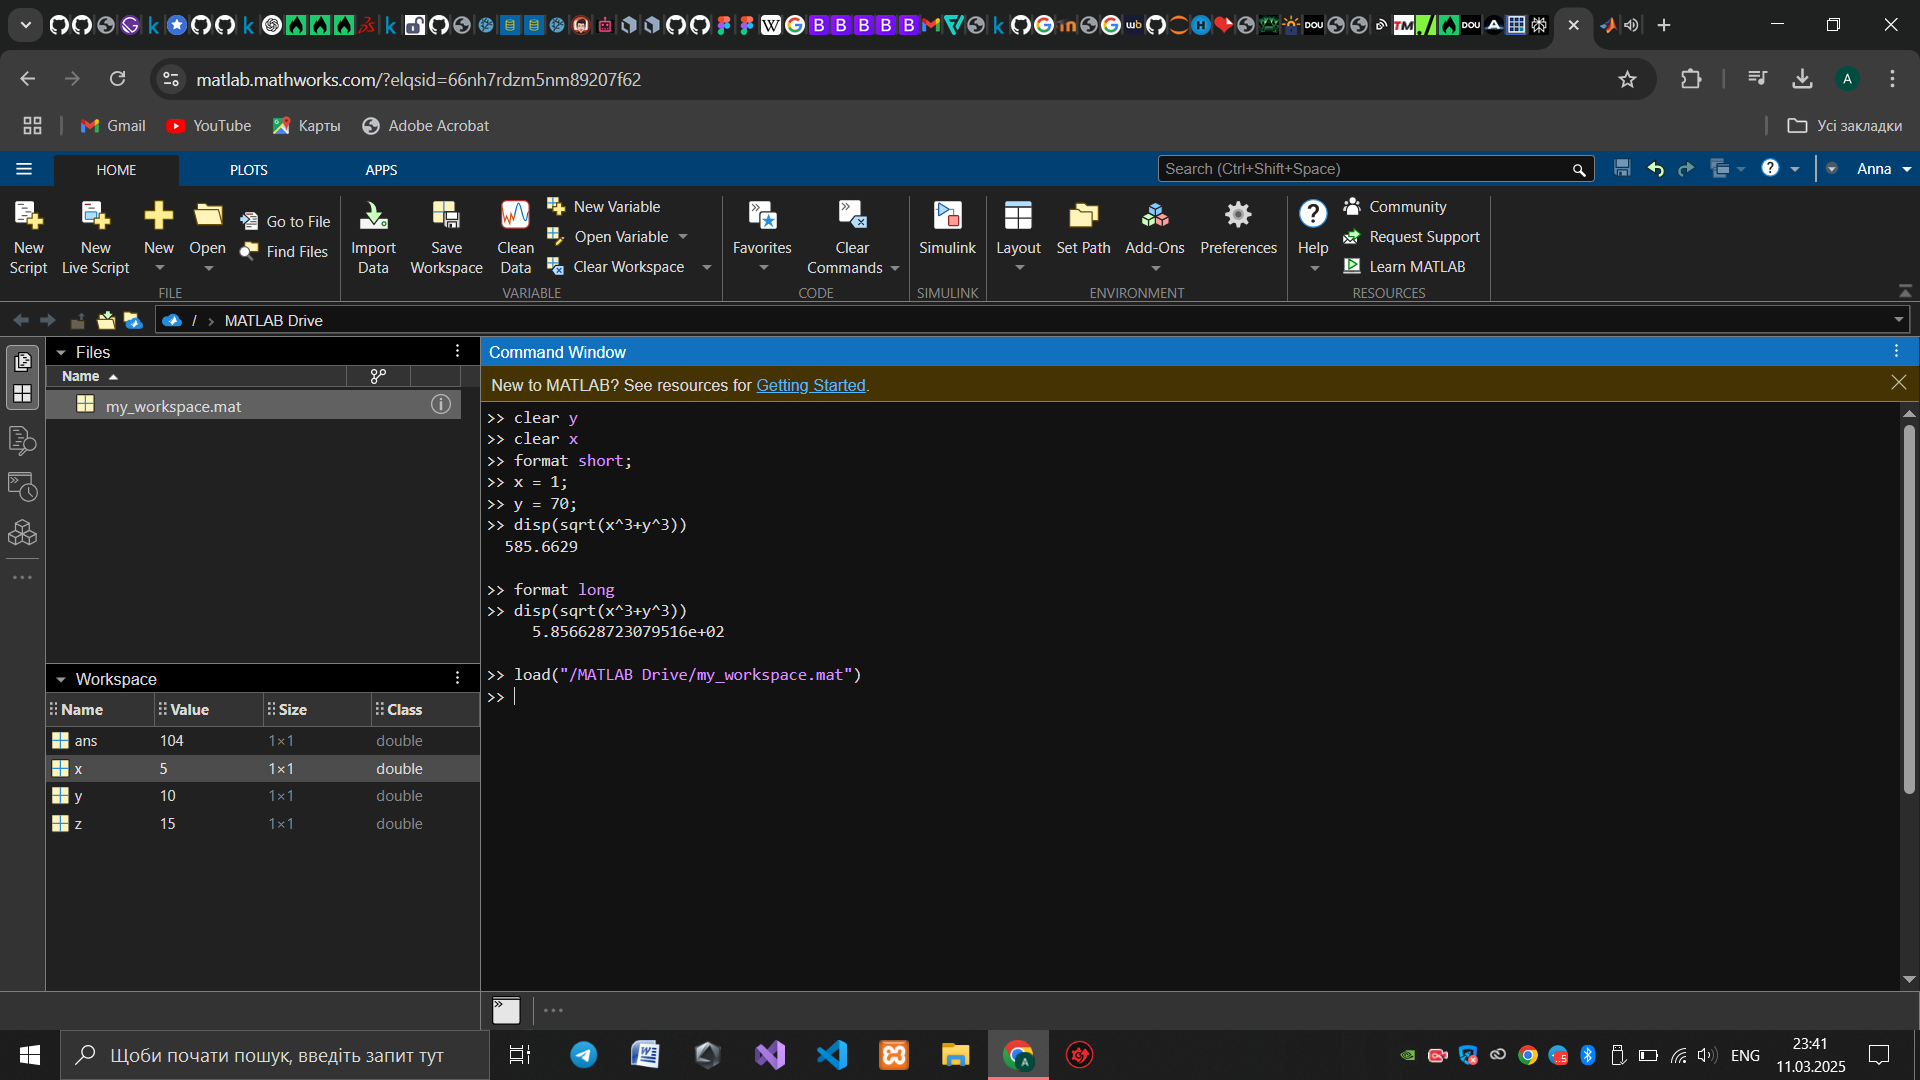 matlab.mathworks.com/?elqsid=66nh7rdzm5nm89207f62
A
Gmail
YouTube
Карты
Adobe Acrobat
Усі закладки
HOME
PLOTS
APPS
Search (Ctrl+Shift+Space)
Anna
New Script
New Live Script
New
Open
Go to File
Find Files
FILE
Import Data
Save Workspace
Clean Data
New Variable
Open Variable
Clear Workspace
VARIABLE
Favorites
Clear Commands
CODE
Simulink
SIMULINK
Layout
Set Path
Add-Ons
Preferences
ENVIRONMENT
Help
Community
Request Support
Learn MATLAB
RESOURCES
/ › MATLAB Drive
Files
Name
my_workspace.mat
Workspace
Name Value Size Class
ans 104 1×1 double
x 5 1×1 double
y 10 1×1 double
z 15 1×1 double
Command Window
New to MATLAB? See resources for Getting Started.
>> clear y
>> clear x
>> format short;
>> x = 1;
>> y = 70;
>> disp(sqrt(x^3+y^3))
585.6629
>> format long
>> disp(sqrt(x^3+y^3))
5.856628723079516e+02
>> load("/MATLAB Drive/my_workspace.mat")
>>
Щоби почати пошук, введіть запит тут
ENG
23:41
11.03.2025